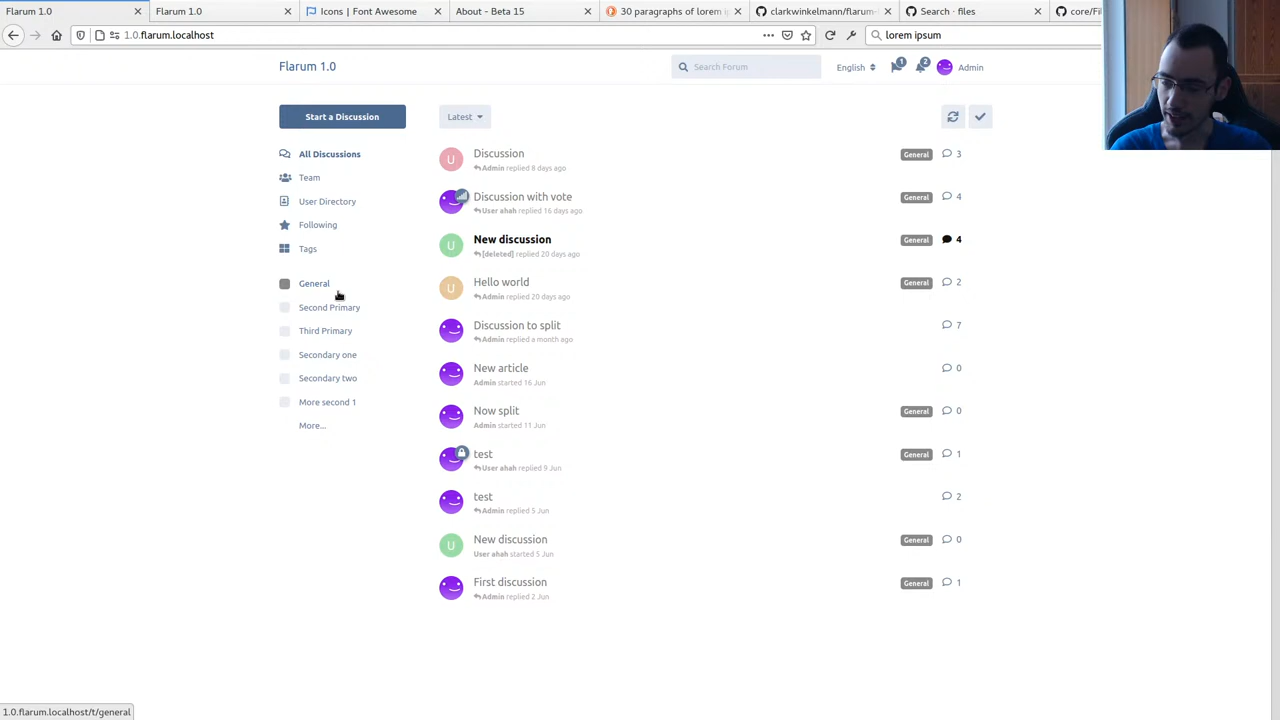 Flarum 1.0
Flarum 1.0
Icons | Font Awesome
About - Beta 15
30 paragraphs of lorem i
clarkwinkelmann/flarum-
Search · files
core/Fi
1.0.flarum.localhost
lorem ipsum
Flarum 1.0
Search Forum
English
1
2
Admin
Start a Discussion
Latest
All Discussions
Team
User Directory
Following
Tags
General
Second Primary
Third Primary
Secondary one
Secondary two
More second 1
More...
U
Discussion
Admin replied 8 days ago
General
3
Discussion with vote
User ahah replied 16 days ago
General
4
U
New discussion
[deleted] replied 20 days ago
General
4
U
Hello world
Admin replied 20 days ago
General
2
Discussion to split
Admin replied a month ago
7
New article
Admin started 16 Jun
0
Now split
Admin started 11 Jun
General
0
test
User ahah replied 9 Jun
General
1
test
Admin replied 5 Jun
2
U
New discussion
User ahah started 5 Jun
General
0
First discussion
Admin replied 2 Jun
General
1
1.0.flarum.localhost/t/general